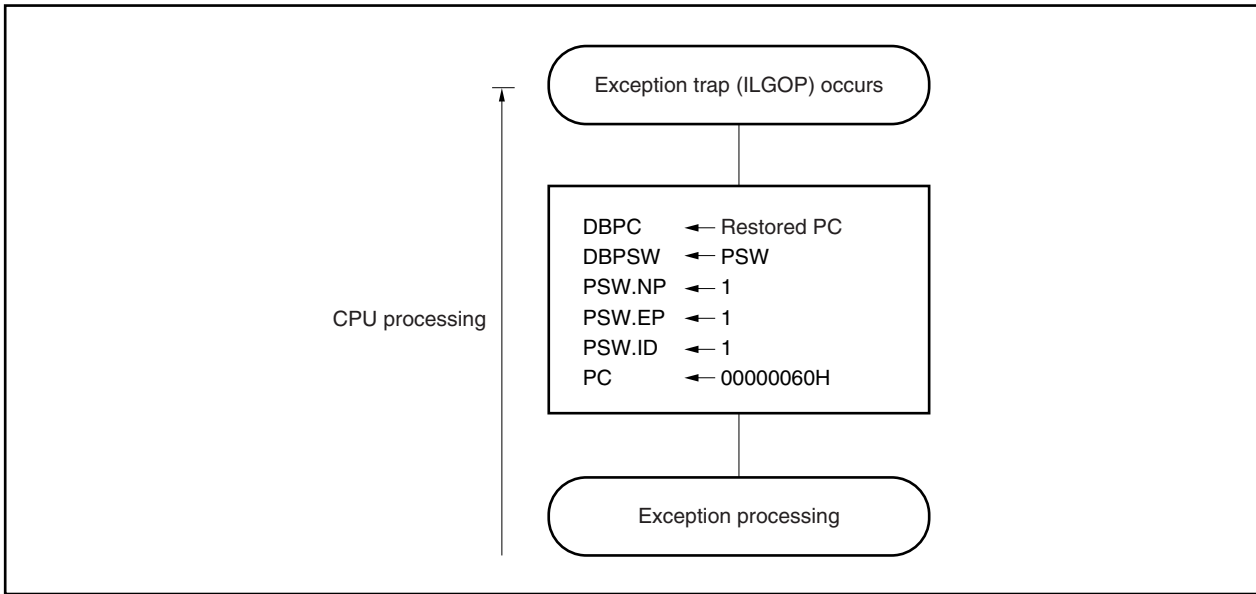 Exception trap (ILGOP) occurs
DBPC ← Restored PC
DBPSW ← PSW
PSW.NP ← 1
PSW.EP ← 1
PSW.ID ← 1
PC ← 00000060H
CPU processing
Exception processing